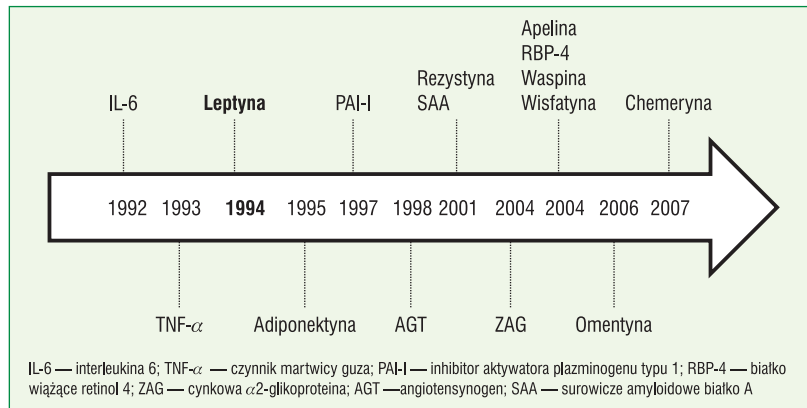 Apelina
RBP-4
Rezystyna Waspina
IL-6 Leptyna PAI-I SAA Wisfatyna Chemeryna
1992 1993 1994 1995 1997 1998 2001 2004 2004 2006 2007
TNF-α Adiponektyna AGT ZAG Omentyna
IL-6 — interleukina 6; TNF-α — czynnik martwicy guza; PAI-I — inhibitor aktywatora plazminogenu typu 1; RBP-4 — białko
wiążące retinol 4; ZAG — cynkowa α2-glikoproteina; AGT —angiotensynogen; SAA — surowicze amyloidowe białko A